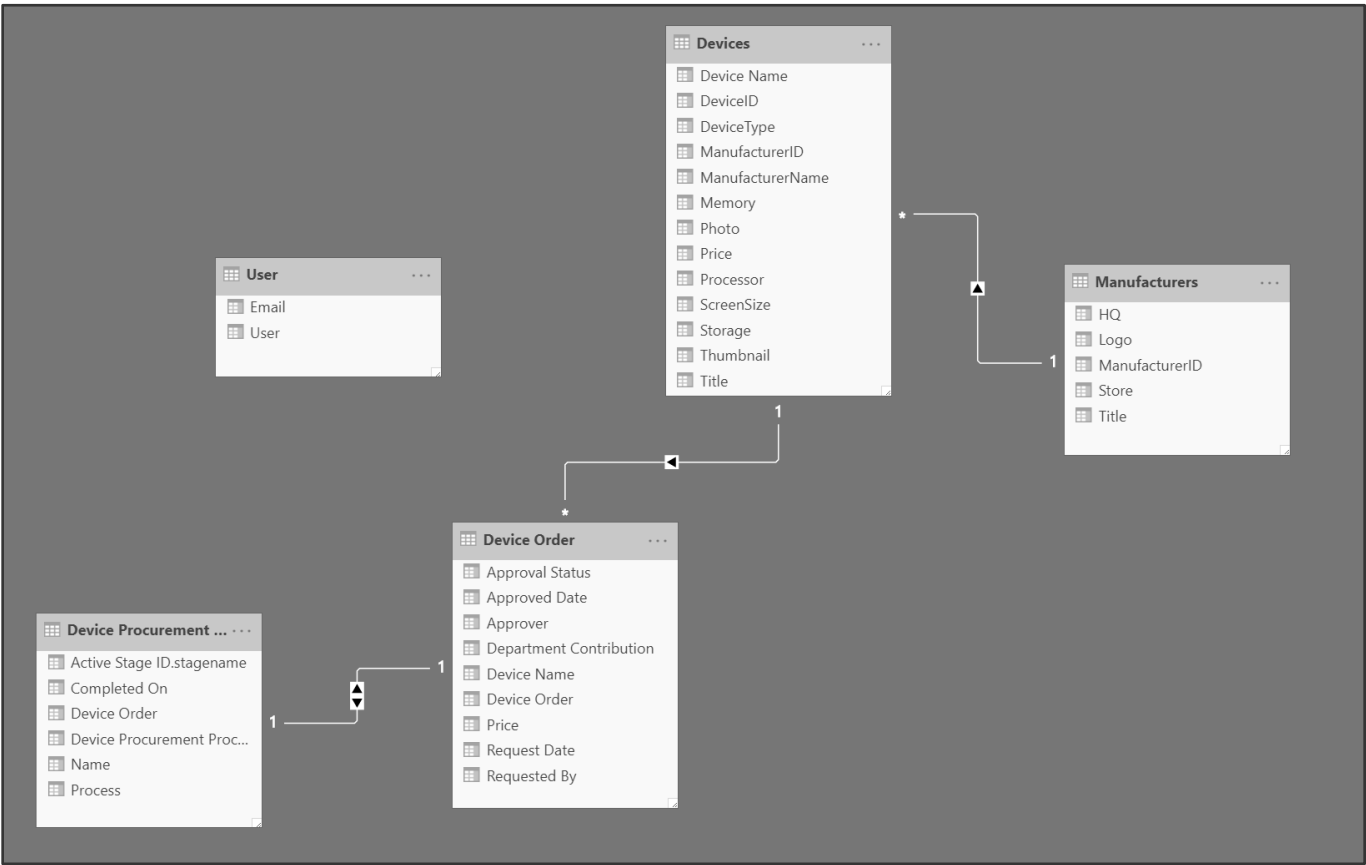 Devices ...
Device Name
DeviceID
DeviceType
ManufacturerID
ManufacturerName
Memory
Photo
Price
Processor
ScreenSize
Storage
Thumbnail
Title
*
1
User ...
Email
User
Manufacturers ...
HQ
Logo
ManufacturerID
Store
Title
1
*
Device Order ...
Approval Status
Approved Date
Approver
Department Contribution
Device Name
Device Order
Price
Request Date
Requested By
1
Device Procurement ... ...
Active Stage ID.stagename
Completed On
Device Order
Device Procurement Proc...
Name
Process
1